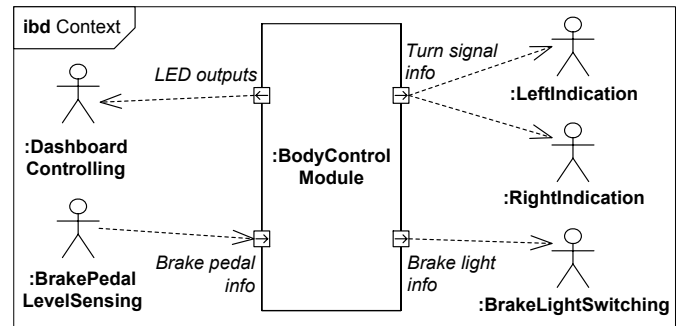 ibd Context
LED outputs
:Dashboard
Controlling
:BrakePedal
LevelSensing
Brake pedal
info
:BodyControl
Module
Turn signal
info
:LeftIndication
:RightIndication
Brake light
info
:BrakeLightSwitching